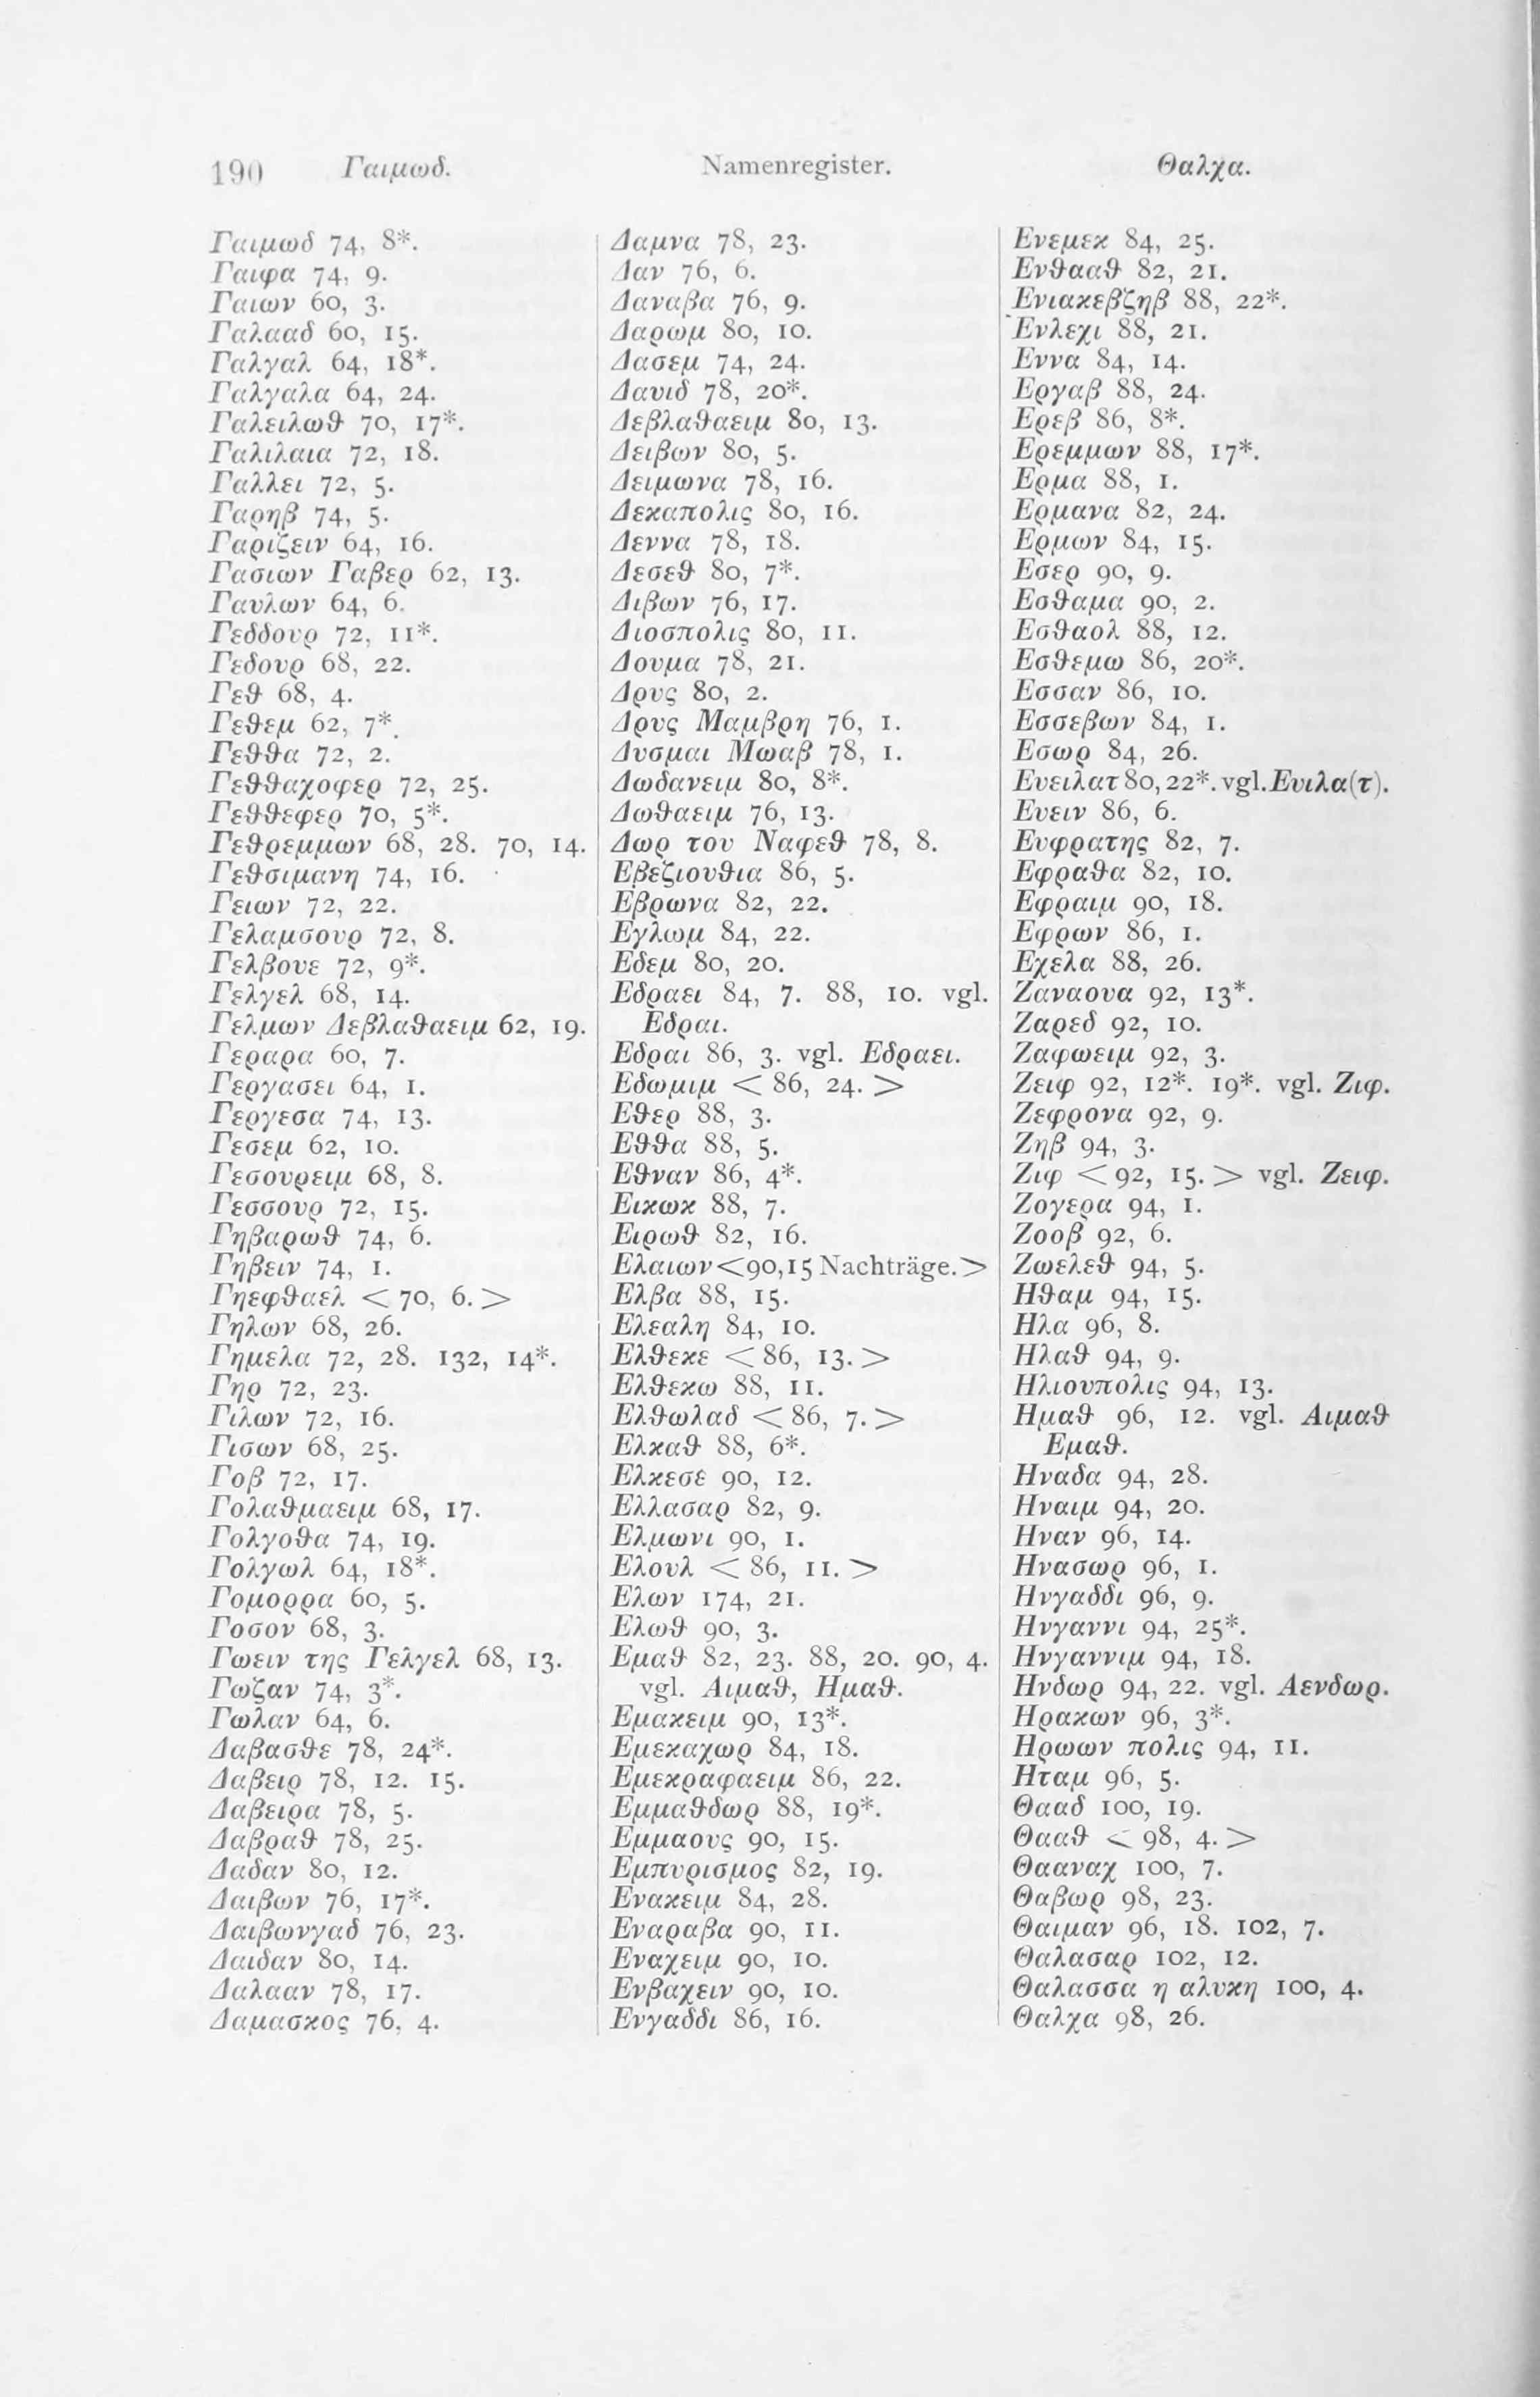 190 Γαιμωδ. Namenregister. Θαλχα.
Γαιμωδ 74, 8*.
Γαιφα 74, 9.
Γαιων 60, 3.
Γαλααδ 60, 15.
Γαλγαλ 64, 18*.
Γαλγαλα 64, 24.
Γαλειλωϑ 70, 17*.
Γαλιλαια 72, 18.
Γαλλει 72, 5.
Γαρηβ 74, 5.
Γαριζειν 64, 16.
Γασιων Γαβερ 62, 13.
Γαυλων 64, 6.
Γεδδουρ 72, 11*.
Γεδουρ 68, 22.
Γεϑ 68, 4.
Γεϑεμ 62, 7*.
Γεϑϑα 72, 2.
Γεϑϑαχοφερ 72, 25.
Γεϑϑεφερ 70, 5*.
Γεϑρεμμων 68, 28. 70, 14.
Γεϑσιμανη 74, 16.
Γειων 72, 22.
Γελαμσουρ 72, 8.
Γελβουε 72, 9*.
Γελγελ 68, 14.
Γελμων Δεβλαϑαειμ 62, 19.
Γεραρα 60, 7.
Γεργασει 64, 1.
Γεργεσα 74, 13.
Γεσεμ 62, 10.
Γεσουρειμ 68, 8.
Γεσσουρ 72, 15.
Γηβαρωϑ 74, 6.
Γηβειν 74, 1.
Γηεφϑαελ < 70, 6. >
Γηλων 68, 26.
Γημελα 72, 28. 132, 14*.
Γηρ 72, 23.
Γιλων 72, 16.
Γισων 68, 25.
Γοβ 72, 17.
Γολαϑμαειμ 68, 17.
Γολγοϑα 74, 19.
Γολγωλ 64, 18*.
Γομορρα 60, 5.
Γοσον 68, 3.
Γωειν της Γελγελ 68, 13.
Γωζαν 74, 3*.
Γωλαν 64, 6.
Δαβασϑε 78, 24*.
Δαβειρ 78, 12. 15.
Δαβειρα 78, 5.
Δαβραϑ 78, 25.
Δαδαν 80, 12.
Δαιβων 76, 17*.
Δαιβωνγαδ 76, 23.
Δαιδαν 80, 14.
Δαλααν 78, 17.
Δαμασκος 76, 4.
Δαμνα 78, 23.
Δαν 76, 6.
Δαναβα 76, 9.
Δαρωμ 80, 10.
Δασεμ 74, 24.
Δαυιδ 78, 20*.
Δεβλαϑαειμ 80, 13.
Δειβων 80, 5.
Δειμωνα 78, 16.
Δεκαπολις 80, 16.
Δεννα 78, 18.
Δεσεϑ 80, 7*.
Διβων 76, 17.
Διοσπολις 80, 11.
Δουμα 78, 21.
Δρυς 80, 2.
Δρυς Μαμβρη 76, 1.
Δυσμαι Μωαβ 78, 1.
Δωδανειμ 80, 8*.
Δωϑαειμ 76, 13.
Δωρ του Ναφεϑ 78, 8.
Εβεζιουϑια 86, 5.
Εβρωνα 82, 22.
Εγλωμ 84, 22.
Εδεμ 80, 20.
Εδραει 84, 7. 88, 10. vgl.
Εδραι.
Εδραι 86, 3. vgl. Εδραει.
Εδωμιμ < 86, 24. >
Εϑερ 88, 3.
Εϑϑα 88, 5.
Εϑναν 86, 4*.
Εικωκ 88, 7.
Ειρωϑ 82, 16.
Ελαιων <90,15 Nachträge.>
Ελβα 88, 15.
Ελεαλη 84, 10.
Ελϑεκε < 86, 13. >
Ελϑεκω 88, 11.
Ελϑωλαδ < 86, 7. >
Ελκαϑ 88, 6*.
Ελκεσε 90, 12.
Ελλασαρ 82, 9.
Ελμωνι 90, 1.
Ελουλ < 86, 11. >
Ελων 174, 21.
Ελωϑ 90, 3.
Εμαϑ 82, 23. 88, 20. 90, 4.
vgl. Αιμαϑ, Ημαϑ.
Εμακειμ 90, 13*.
Εμεκαχωρ 84, 18.
Εμεκραφαειμ 86, 22.
Εμμαϑδωρ 88, 19*.
Εμμαους 90, 15.
Εμπυρισμος 82, 19.
Ενακειμ 84, 28.
Εναραβα 90, 11.
Εναχειμ 90, 10.
Ενβαχειν 90, 10.
Ενγαδδι 86, 16.
Ενεμεκ 84, 25.
Ενϑααϑ 82, 21.
Ενιακεβζηβ 88, 22*.
Ενλεχι 88, 21.
Εννα 84, 14.
Εργαβ 88, 24.
Ερεβ 86, 8*.
Ερεμμων 88, 17*.
Ερμα 88, 1.
Ερμανα 82, 24.
Ερμων 84, 15.
Εσερ 90, 9.
Εσϑαμα 90, 2.
Εσϑαολ 88, 12.
Εσϑεμω 86, 20*.
Εσσαν 86, 10.
Εσσεβων 84, 1.
Εσωρ 84, 26.
Ευειλατ 80, 22*. vgl. Ευιλα(τ).
Ευειν 86, 6.
Ευφρατης 82, 7.
Εφραϑα 82, 10.
Εφραιμ 90, 18.
Εφρων 86, 1.
Εχελα 88, 26.
Ζαναουα 92, 13*.
Ζαρεδ 92, 10.
Ζαφωειμ 92, 3.
Ζειφ 92, 12*. 19*. vgl. Ζιφ.
Ζεφρονα 92, 9.
Ζηβ 94, 3.
Ζιφ < 92, 15. > vgl. Ζειφ.
Ζογερα 94, 1.
Ζοοβ 92, 6.
Ζωελεϑ 94, 5.
Ηϑαμ 94, 15.
Ηλα 96, 8.
Ηλαϑ 94, 9.
Ηλιουπολις 94, 13.
Ημαϑ 96, 12. vgl. Αιμαϑ
Εμαϑ.
Ηναδα 94, 28.
Ηναιμ 94, 20.
Ηναν 96, 14.
Ηνασωρ 96, 1.
Ηνγαδδι 96, 9.
Ηνγαννι 94, 25*.
Ηνγαννιμ 94, 18.
Ηνδωρ 94, 22. vgl. Αενδωρ.
Ηρακων 96, 3*.
Ηρωων πολις 94, 11.
Ηταμ 96, 5.
Θααδ 100, 19.
Θααϑ < 98, 4. >
Θααναχ 100, 7.
Θαβωρ 98, 23.
Θαιμαν 96, 18. 102, 7.
Θαλασαρ 102, 12.
Θαλασσα η αλυκη 100, 4.
Θαλχα 98, 26.